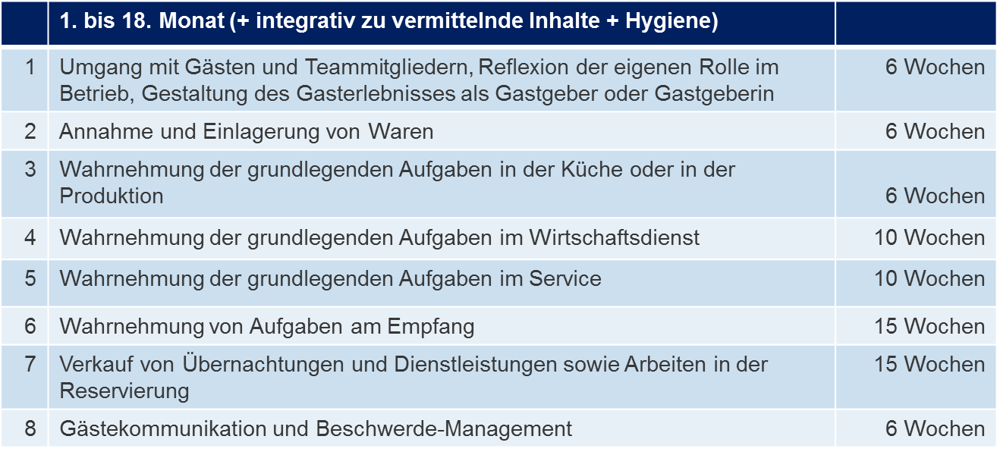 1. bis 18. Monat (+ integrativ zu vermittelnde Inhalte + Hygiene)
1 Umgang mit Gästen und Teammitgliedern, Reflexion der eigenen Rolle im 6 Wochen
Betrieb, Gestaltung des Gasterlebnisses als Gastgeber oder Gastgeberin
2 Annahme und Einlagerung von Waren 6 Wochen
3 Wahrnehmung der grundlegenden Aufgaben in der Küche oder in der
Produktion 6 Wochen
4 Wahrnehmung der grundlegenden Aufgaben im Wirtschaftsdienst 10 Wochen
5 Wahrnehmung der grundlegenden Aufgaben im Service 10 Wochen
6 Wahrnehmung von Aufgaben am Empfang 15 Wochen
7 Verkauf von Übernachtungen und Dienstleistungen sowie Arbeiten in der 15 Wochen
Reservierung
8 Gästekommunikation und Beschwerde-Management 6 Wochen